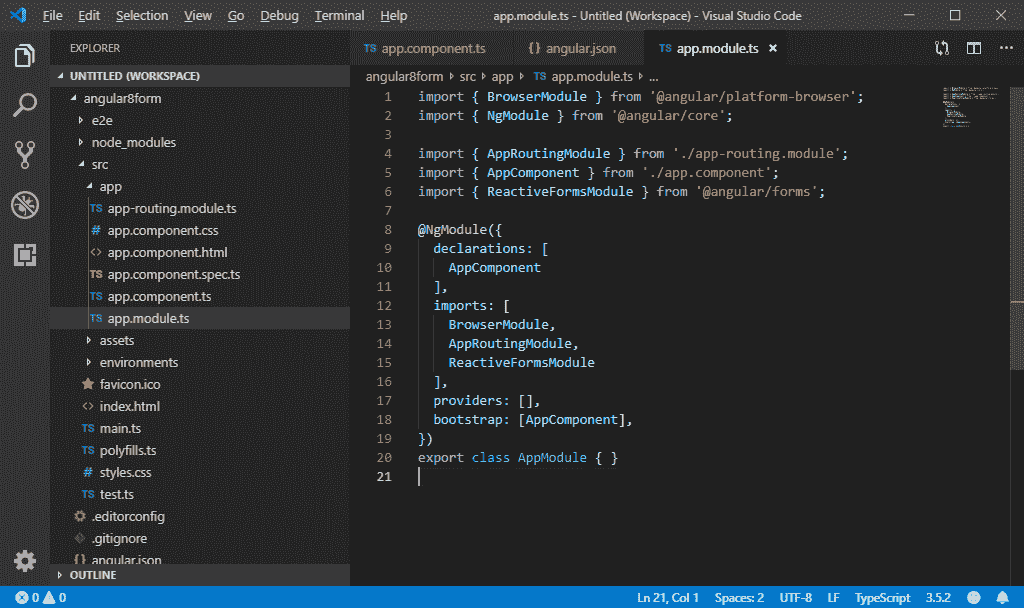 File Edit Selection View Go Debug Terminal Help
app.module.ts - Untitled (Workspace) - Visual Studio Code
EXPLORER
UNTITLED (WORKSPACE)
angular8form
e2e
node_modules
src
app
TS app-routing.module.ts
# app.component.css
<> app.component.html
TS app.component.spec.ts
TS app.component.ts
TS app.module.ts
assets
environments
favicon.ico
<> index.html
TS main.ts
TS polyfills.ts
# styles.css
TS test.ts
.editorconfig
.gitignore
{} angular.json
OUTLINE
TS app.component.ts
{} angular.json
TS app.module.ts
angular8form src app TS app.module.ts ...
1 import { BrowserModule } from '@angular/platform-browser';
2 import { NgModule } from '@angular/core';
3
4 import { AppRoutingModule } from './app-routing.module';
5 import { AppComponent } from './app.component';
6 import { ReactiveFormsModule } from '@angular/forms';
7
8 @NgModule({
9 declarations: [
10 AppComponent
11 ],
12 imports: [
13 BrowserModule,
14 AppRoutingModule,
15 ReactiveFormsModule
16 ],
17 providers: [],
18 bootstrap: [AppComponent],
19 })
20 export class AppModule { }
21
0 0
Ln 21, Col 1 Spaces: 2 UTF-8 LF TypeScript 3.5.2